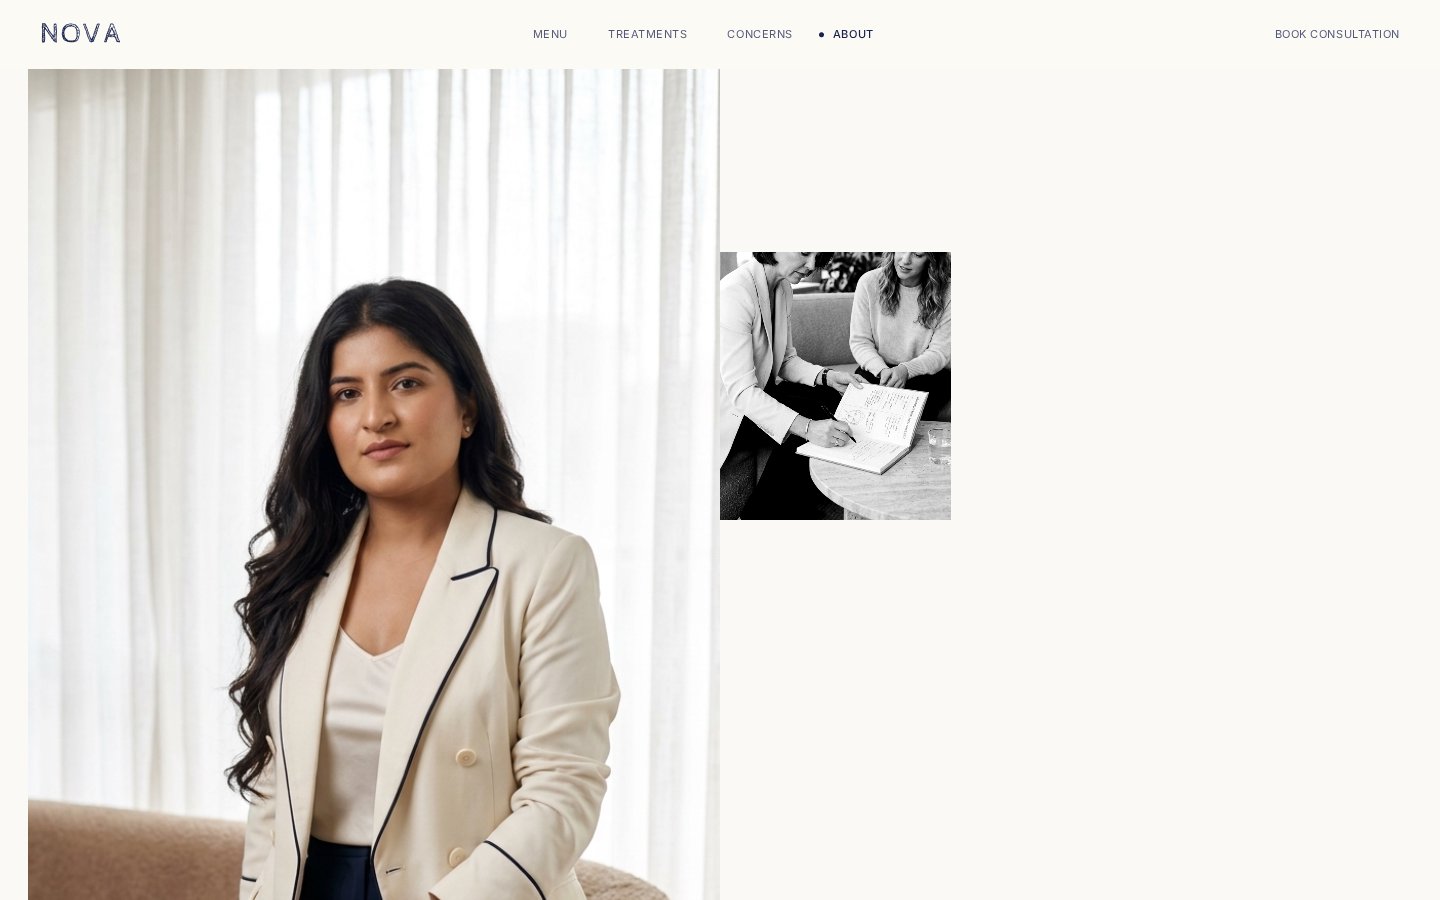 NOVA
MENU
TREATMENTS
CONCERNS
ABOUT
BOOK CONSULTATION